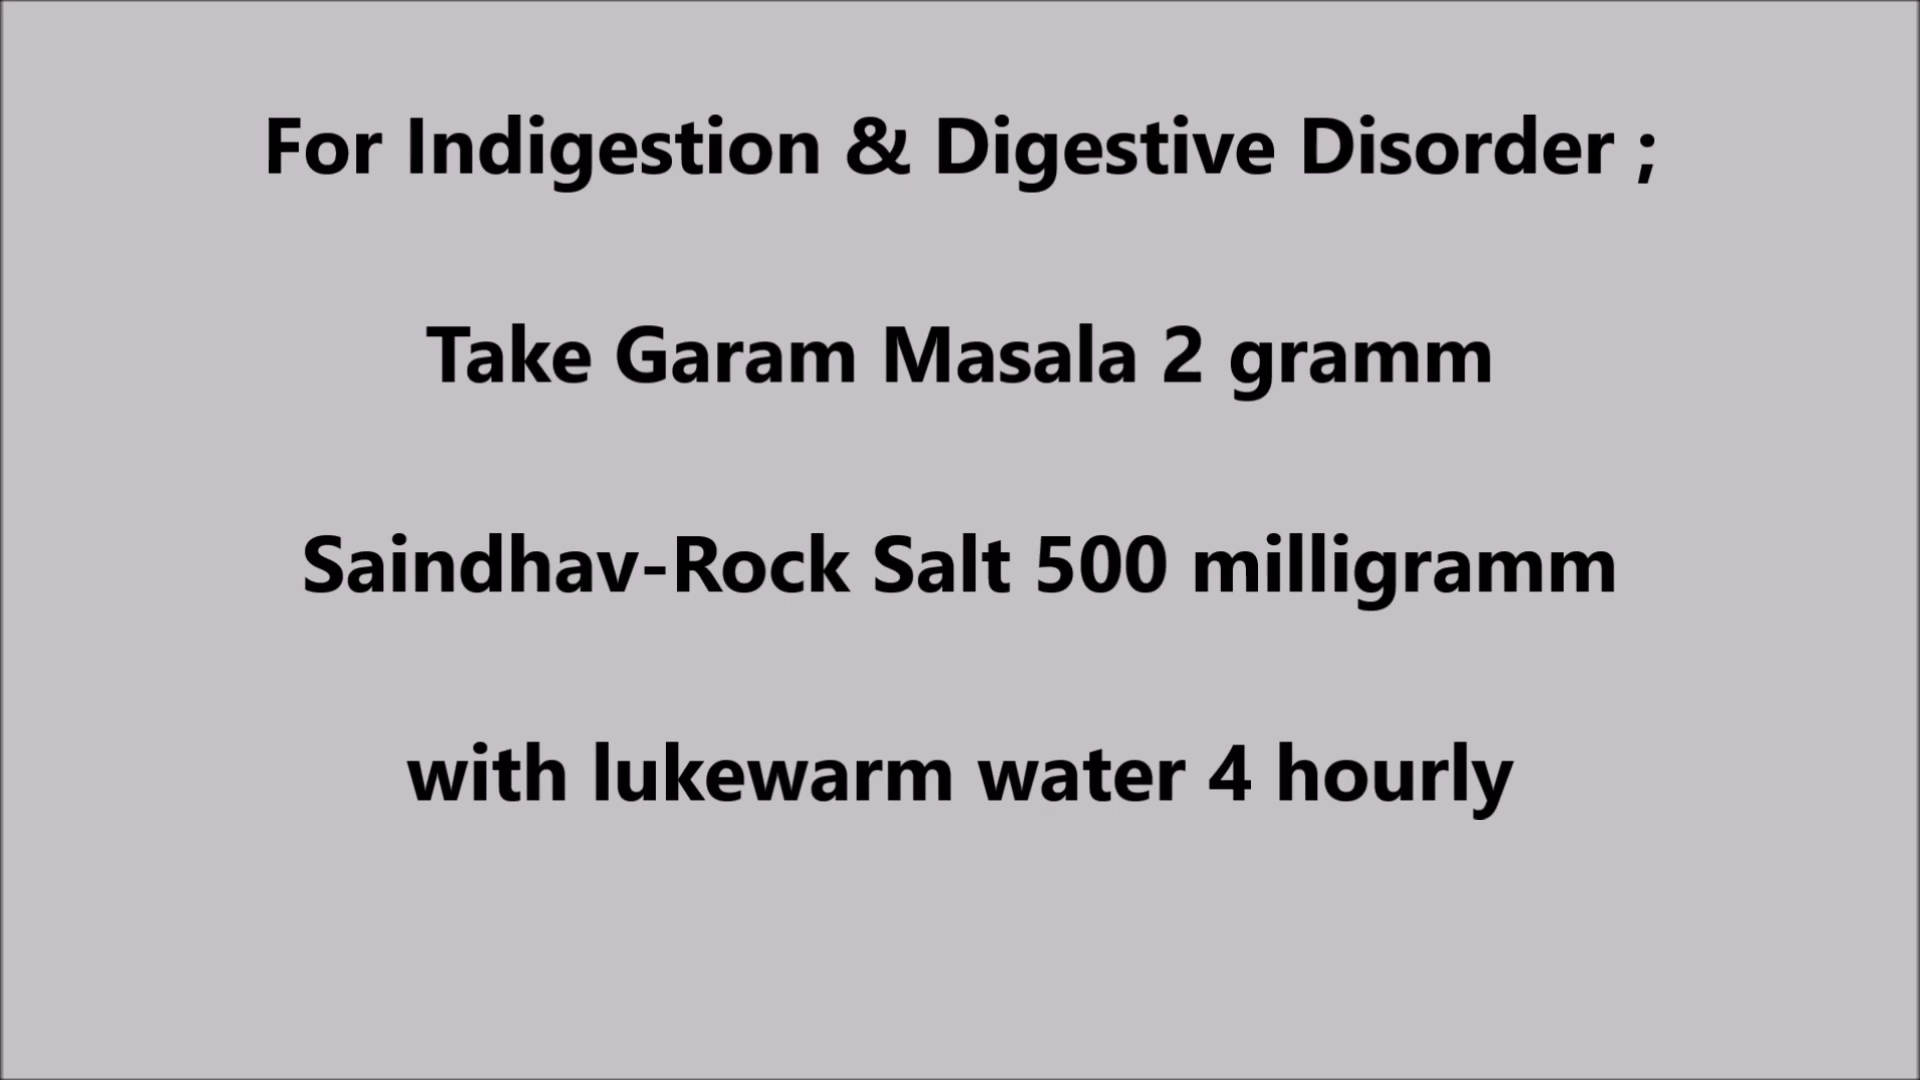 For Indigestion & Digestive Disorder ;
Take Garam Masala 2 gramm
Saindhav-Rock Salt 500 milligramm
with lukewarm water 4 hourly